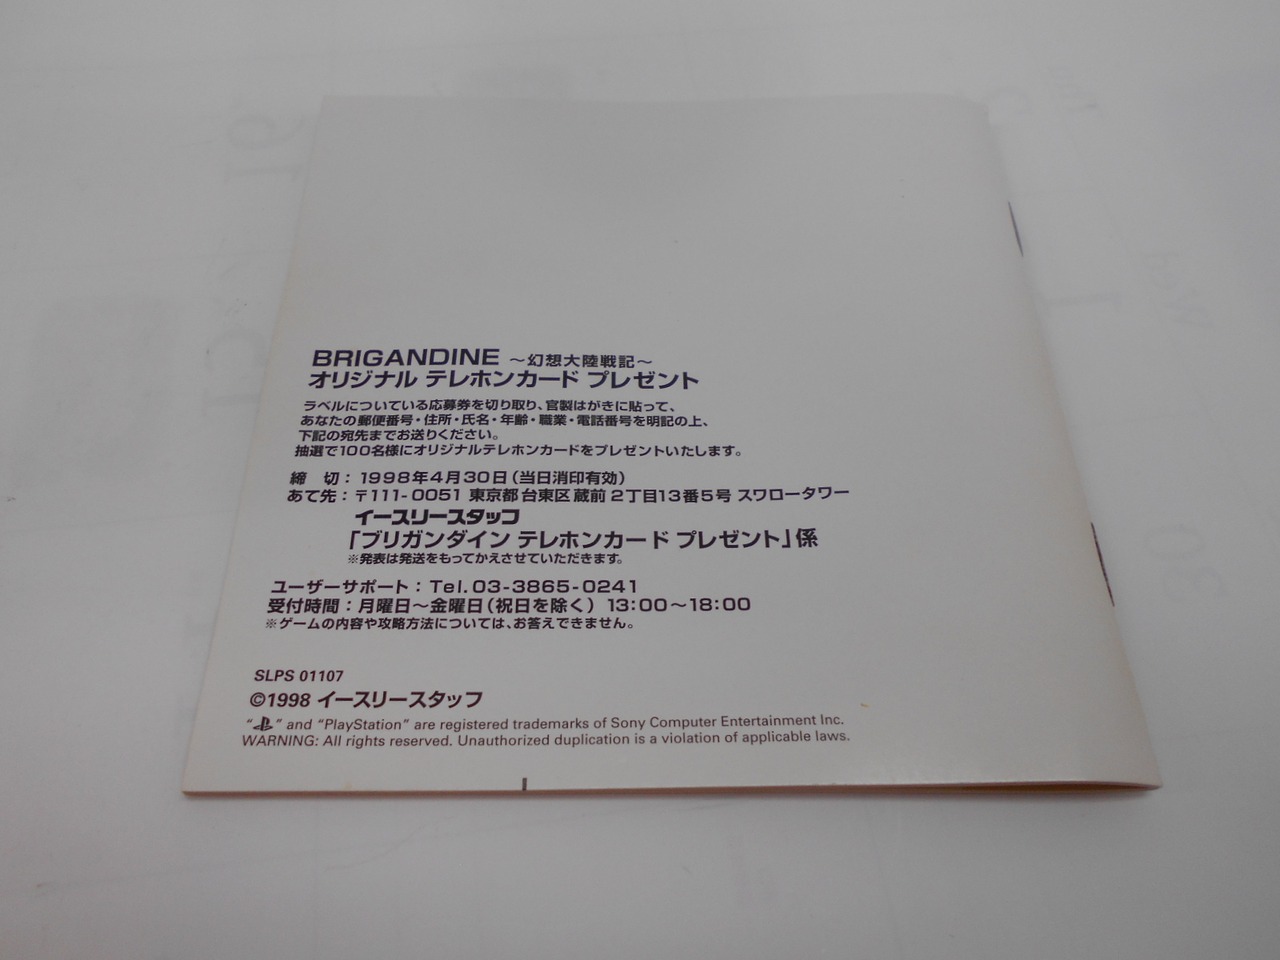 BRIGANDINE ～幻想大陸戦記～
オリジナル テレホンカード プレゼント
ラベルについている応募券を切り取り、官製はがきに貼って、
あなたの郵便番号・住所・氏名・年齢・職業・電話番号を明記の上、
下記の宛先までお送りください。
抽選で100名様にオリジナルテレホンカードをプレゼントいたします。
締 切：1998年4月30日（当日消印有効）
あて先：〒111-0051 東京都台東区蔵前2丁目13番5号 スワロータワー
イースリースタッフ
「ブリガンダイン テレホンカード プレゼント」係
※発表は発送をもってかえさせていただきます。
ユーザーサポート：Tel.03-3865-0241
受付時間：月曜日～金曜日（祝日を除く）13:00～18:00
※ゲームの内容や攻略方法については、お答えできません。
SLPS 01107
©1998 イースリースタッフ
" " and "PlayStation" are registered trademarks of Sony Computer Entertainment Inc.
WARNING: All rights reserved. Unauthorized duplication is a violation of applicable laws.